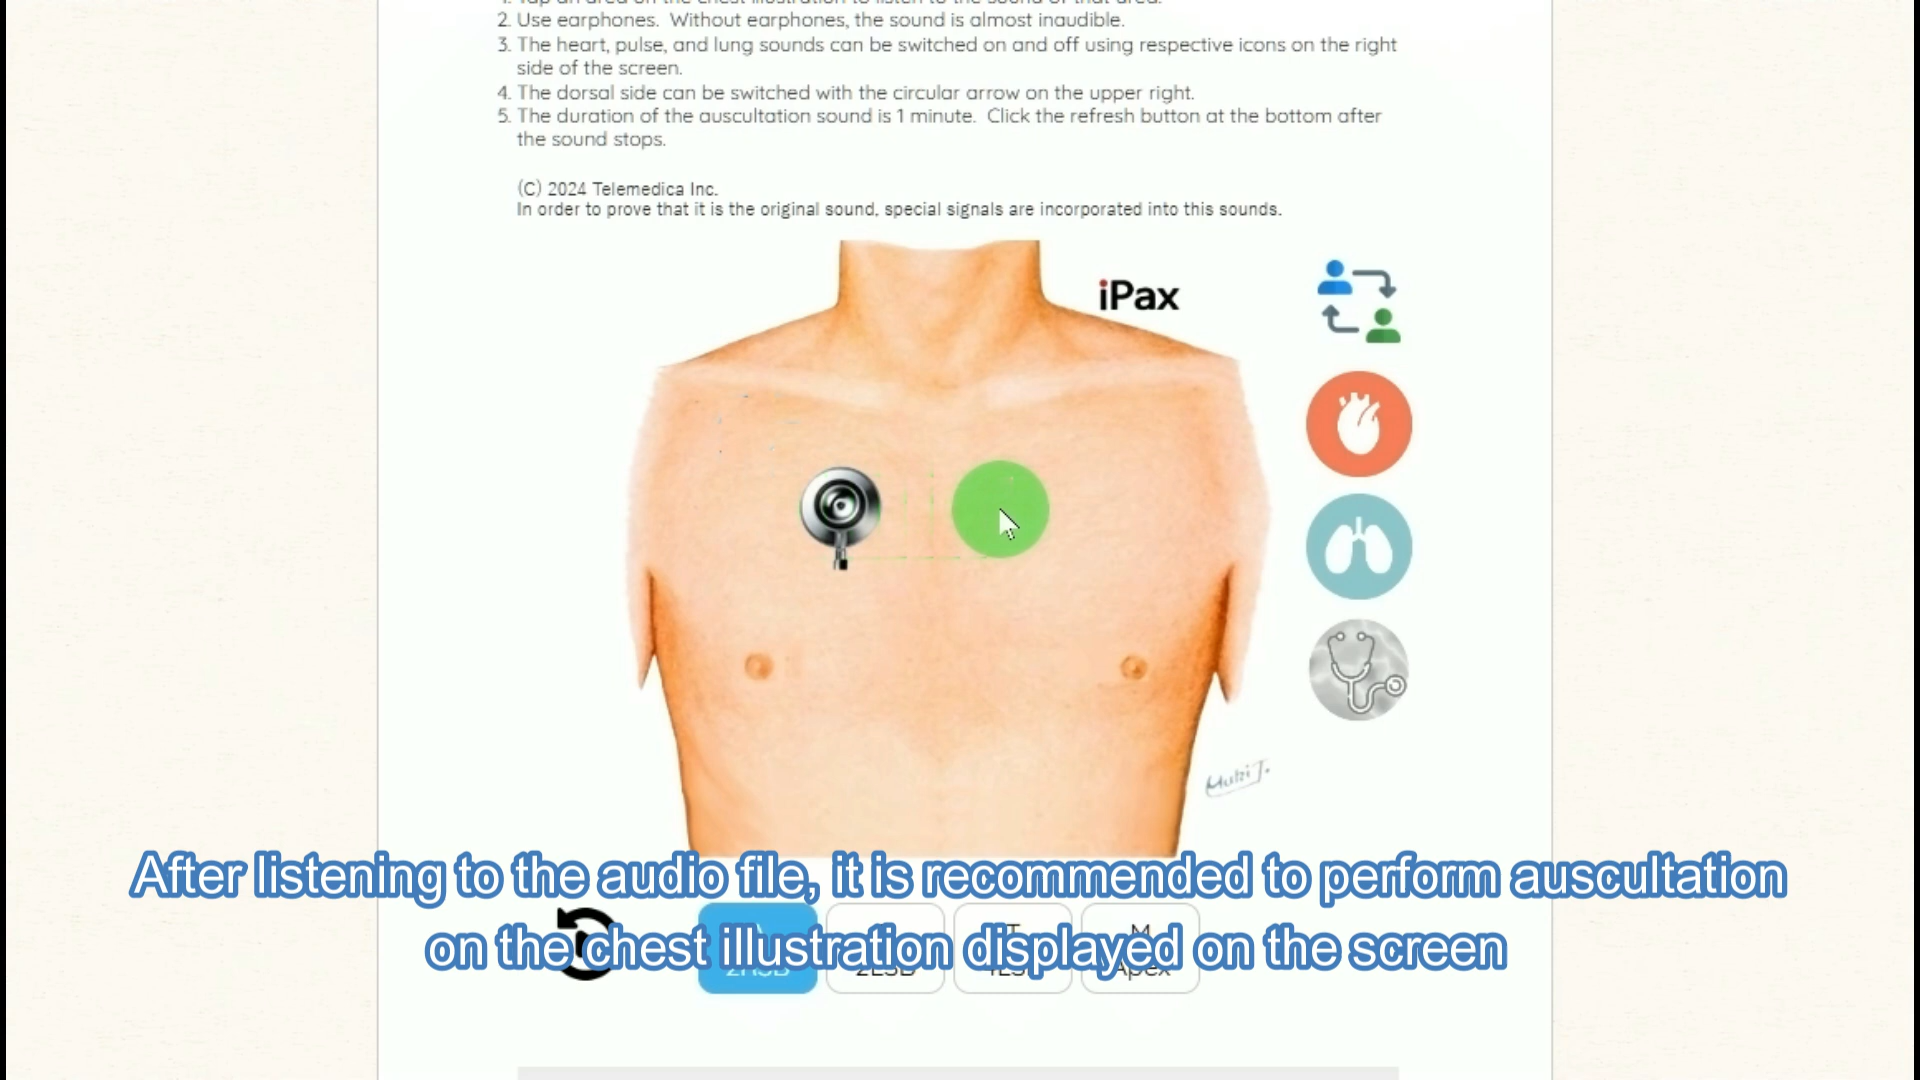 2. Use earphones. Without earphones, the sound is almost inaudible.
3. The heart, pulse, and lung sounds can be switched on and off using respective icons on the right
side of the screen.
4. The dorsal side can be switched with the circular arrow on the upper right.
5. The duration of the auscultation sound is 1 minute. Click the refresh button at the bottom after
the sound stops.
(C) 2024 Telemedica Inc.
In order to prove that it is the original sound, special signals are incorporated into this sounds.
iPax
After listening to the audio file, it is recommended to perform auscultation
on the chest illustration displayed on the screen
M
Apex